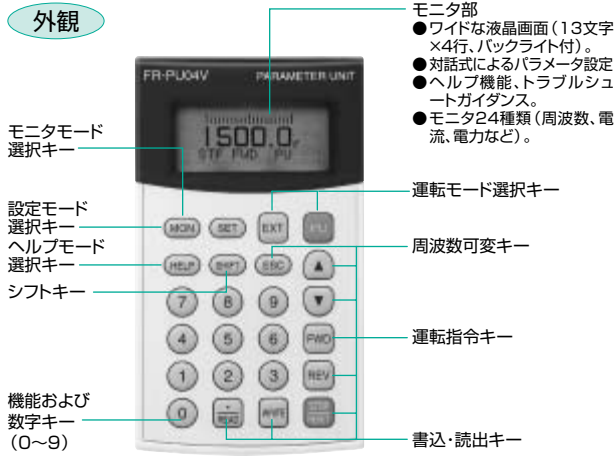 外観
モニタ部
●ワイドな液晶画面（13文字
×4行、バックライト付）。
●対話式によるパラメータ設定
●ヘルプ機能、トラブルシュ
ートガイダンス。
●モニタ24種類（周波数、電
流、電力など）。
FR-PU04V PARAMETER UNIT
1500.0
STF FWD PU
モニタモード
選択キー
運転モード選択キー
設定モード
選択キー
MON SET EXT PU
周波数可変キー
ヘルプモード
選択キー
HELP SHIFT ESC ▲
シフトキー
7 8 9 ▼
4 5 6 FWD
運転指令キー
1 2 3 REV
機能および
数字キー
（0〜9）
0 READ WRITE
書込・読出キー